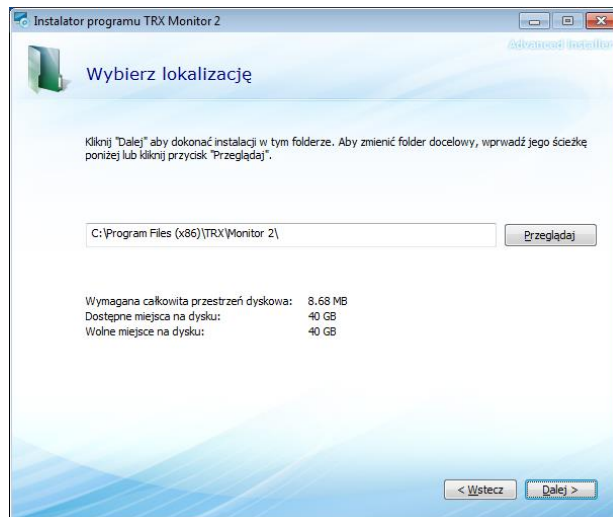 Instalator programu TRX Monitor 2
Advanced Installer
Wybierz lokalizację
Kliknij "Dalej" aby dokonać instalacji w tym folderze. Aby zmienić folder docelowy, wprwadź jego ścieżkę
poniżej lub kliknij przycisk "Przeglądaj".
C:\Program Files (x86)\TRX\Monitor 2\
Przeglądaj
Wymagana całkowita przestrzeń dyskowa: 8.68 MB
Dostępne miejsca na dysku: 40 GB
Wolne miejsce na dysku: 40 GB
< Wstecz
Dalej >